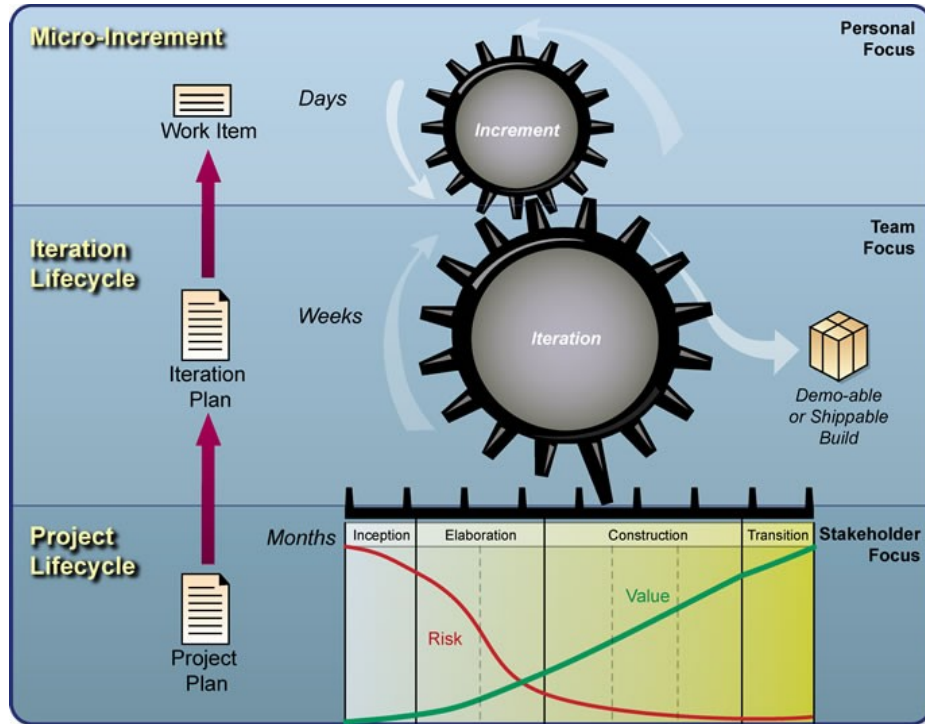 Micro-Increment
Personal
Focus
Days
Work Item
Increment
Iteration
Lifecycle
Team
Focus
Weeks
Iteration
Iteration
Plan
Demo-able
or Shippable
Build
Project
Lifecycle
Months
Inception
Elaboration
Construction
Transition
Stakeholder
Focus
Value
Risk
Project
Plan